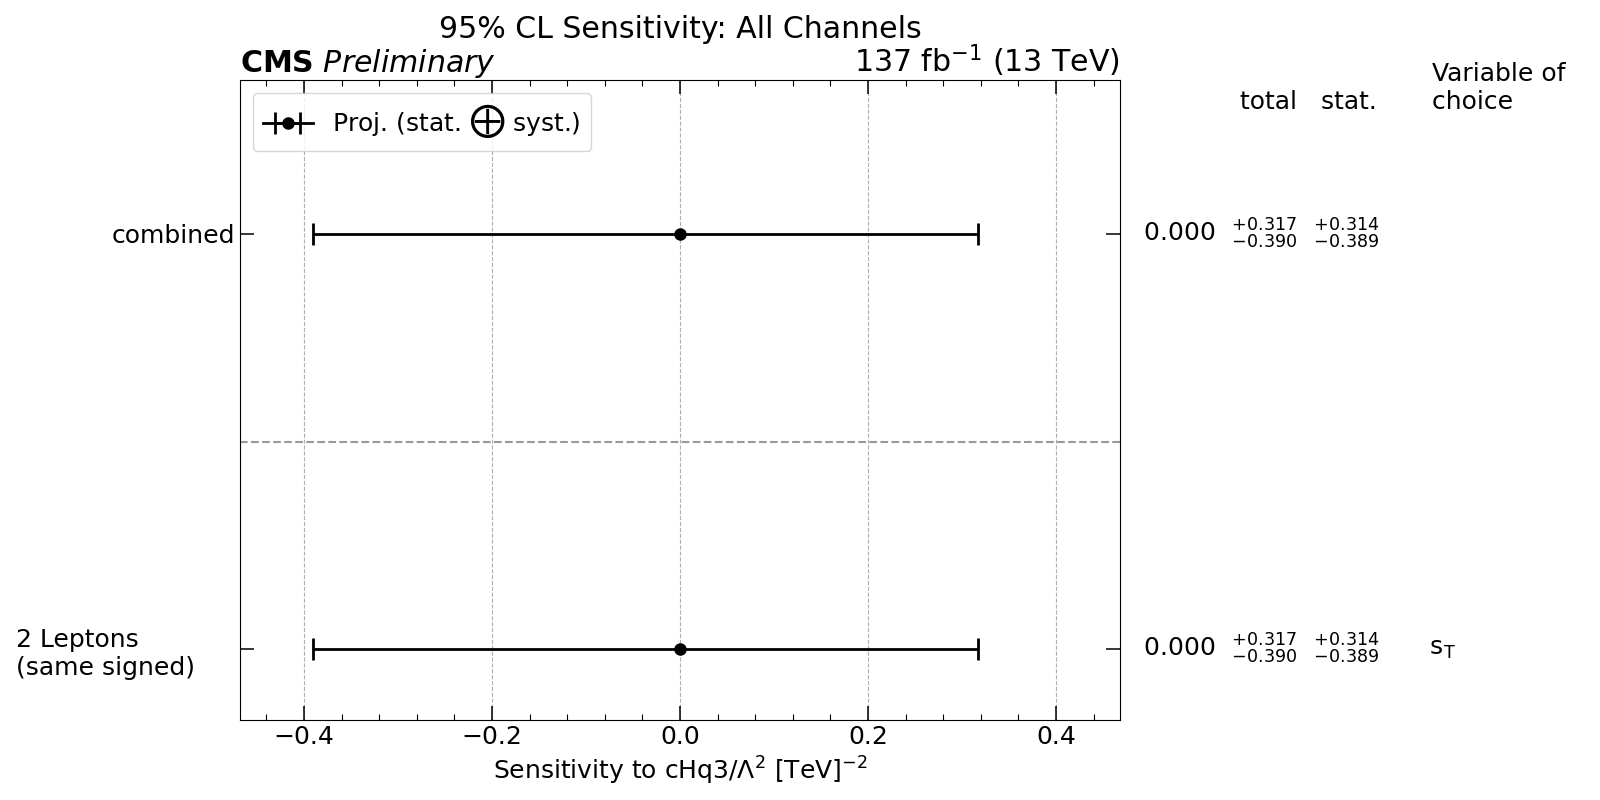 95% CL Sensitivity: All Channels
CMS Preliminary 137 fb⁻¹ (13 TeV)
Variable of
choice
total stat.
Proj. (stat. ⊕ syst.)
combined 0.000 +0.317 −0.390 +0.314 −0.389
2 Leptons
(same signed)
0.000 +0.317 −0.390 +0.314 −0.389 s_T
−0.4 −0.2 0.0 0.2 0.4
Sensitivity to cHq3/Λ² [TeV]⁻²